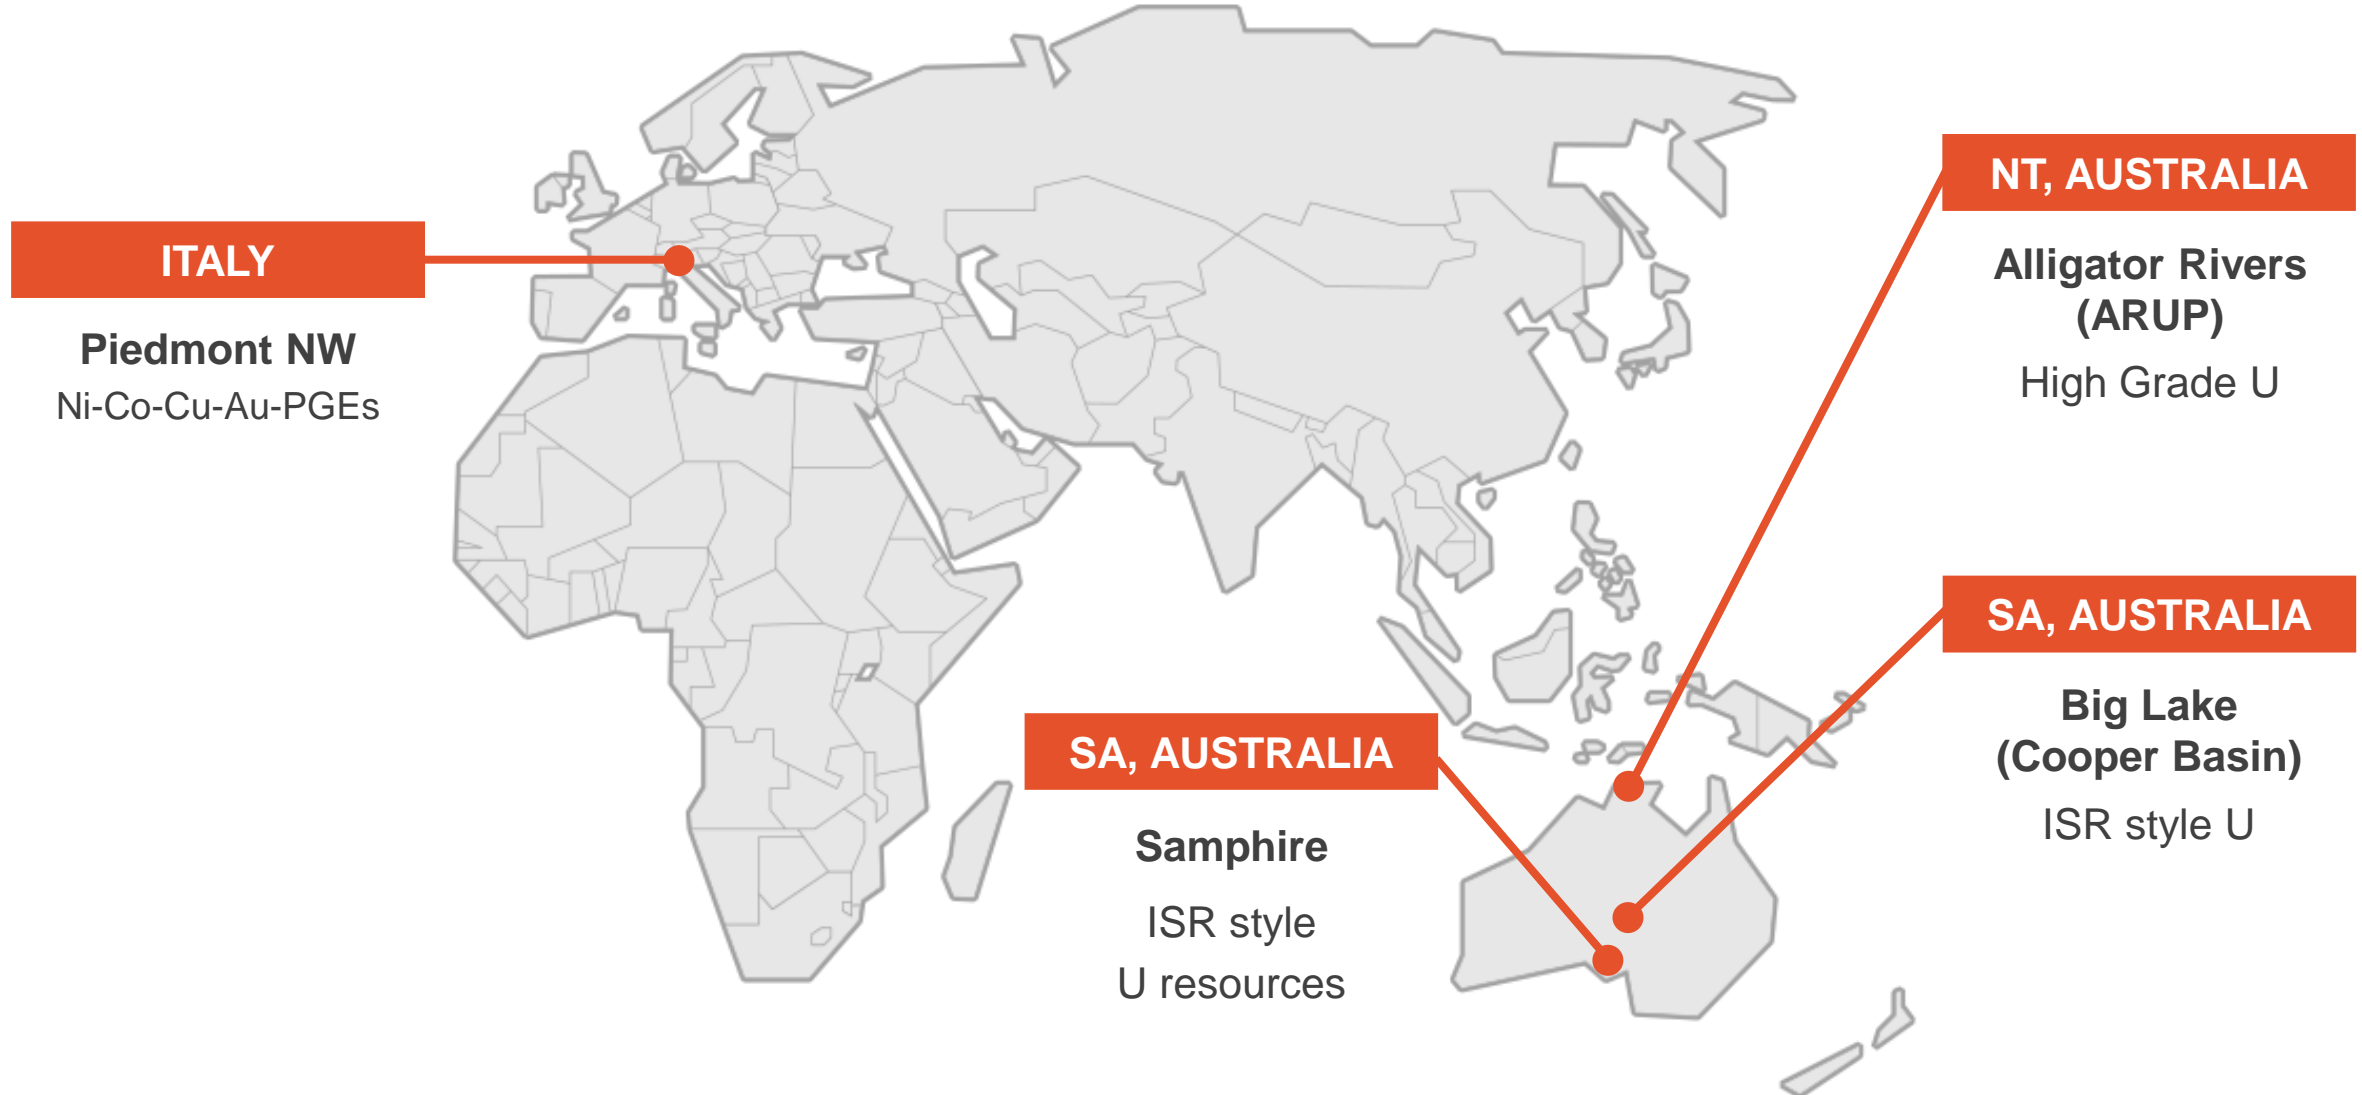 ITALY
Piedmont NW
Ni-Co-Cu-Au-PGEs
SA, AUSTRALIA
Samphire
ISR style
U resources
NT, AUSTRALIA
Alligator Rivers
(ARUP)
High Grade U
SA, AUSTRALIA
Big Lake
(Cooper Basin)
ISR style U